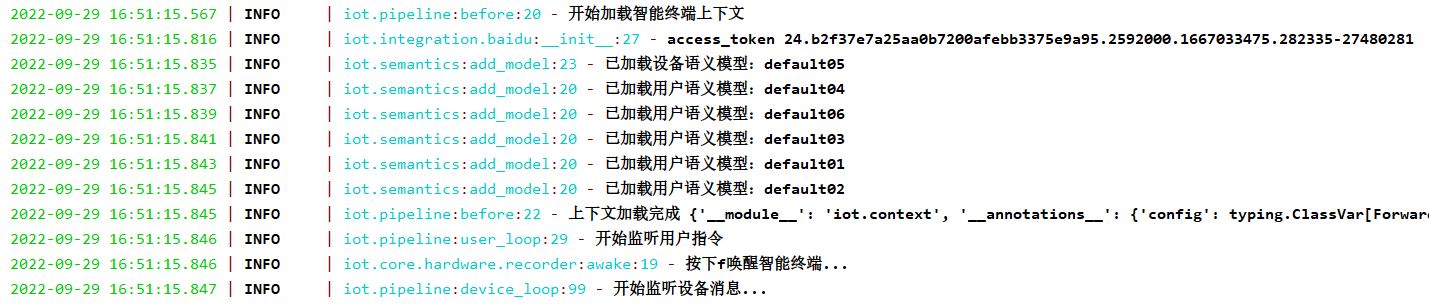 2022-09-29 16:51:15.567 | INFO | iot.pipeline:before:20 - 开始加载智能终端上下文
2022-09-29 16:51:15.816 | INFO | iot.integration.baidu:__init__:27 - access_token 24.b2f37e7a25aa0b7200afebb3375e9a95.2592000.1667033475.282335-27480281
2022-09-29 16:51:15.835 | INFO | iot.semantics:add_model:23 - 已加载设备语义模型：default05
2022-09-29 16:51:15.837 | INFO | iot.semantics:add_model:20 - 已加载用户语义模型：default04
2022-09-29 16:51:15.839 | INFO | iot.semantics:add_model:20 - 已加载用户语义模型：default06
2022-09-29 16:51:15.841 | INFO | iot.semantics:add_model:20 - 已加载用户语义模型：default03
2022-09-29 16:51:15.843 | INFO | iot.semantics:add_model:20 - 已加载用户语义模型：default01
2022-09-29 16:51:15.845 | INFO | iot.semantics:add_model:20 - 已加载用户语义模型：default02
2022-09-29 16:51:15.845 | INFO | iot.pipeline:before:22 - 上下文加载完成 {'__module__': 'iot.context', '__annotations__': {'config': typing.ClassVar[Forwar
2022-09-29 16:51:15.846 | INFO | iot.pipeline:user_loop:29 - 开始监听用户指令
2022-09-29 16:51:15.846 | INFO | iot.core.hardware.recorder:awake:19 - 按下f唤醒智能终端...
2022-09-29 16:51:15.847 | INFO | iot.pipeline:device_loop:99 - 开始监听设备消息...